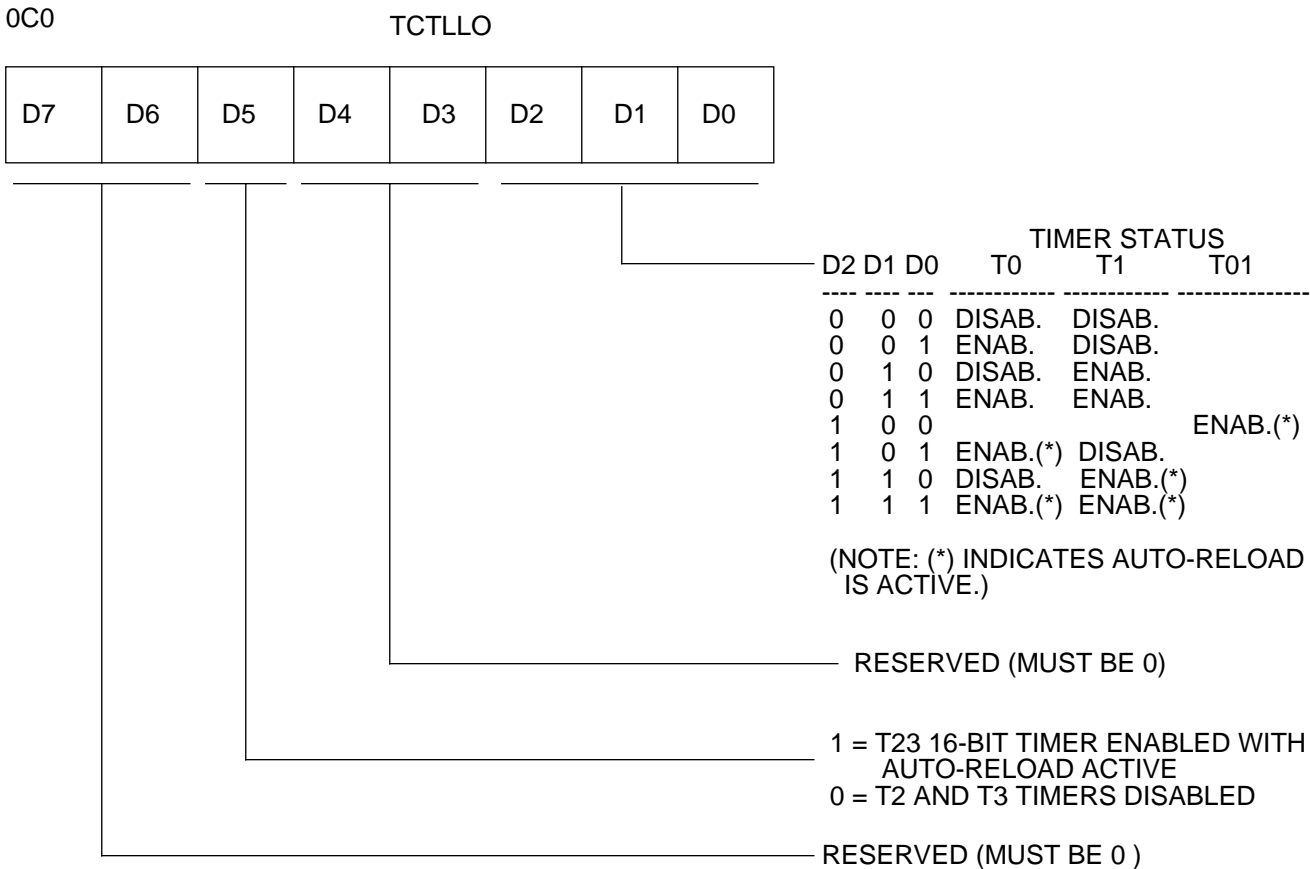 0C0
TCTLLO
D7 D6 D5 D4 D3 D2 D1 D0
TIMER STATUS
D2 D1 D0 T0 T1 T01
---- ---- --- ------------ ------------ ---------------
0 0 0 DISAB. DISAB.
0 0 1 ENAB. DISAB.
0 1 0 DISAB. ENAB.
0 1 1 ENAB. ENAB.
1 0 0 ENAB.(*)
1 0 1 ENAB.(*) DISAB.
1 1 0 DISAB. ENAB.(*)
1 1 1 ENAB.(*) ENAB.(*)
(NOTE: (*) INDICATES AUTO-RELOAD
IS ACTIVE.)
RESERVED (MUST BE 0)
1 = T23 16-BIT TIMER ENABLED WITH
AUTO-RELOAD ACTIVE
0 = T2 AND T3 TIMERS DISABLED
RESERVED (MUST BE 0 )